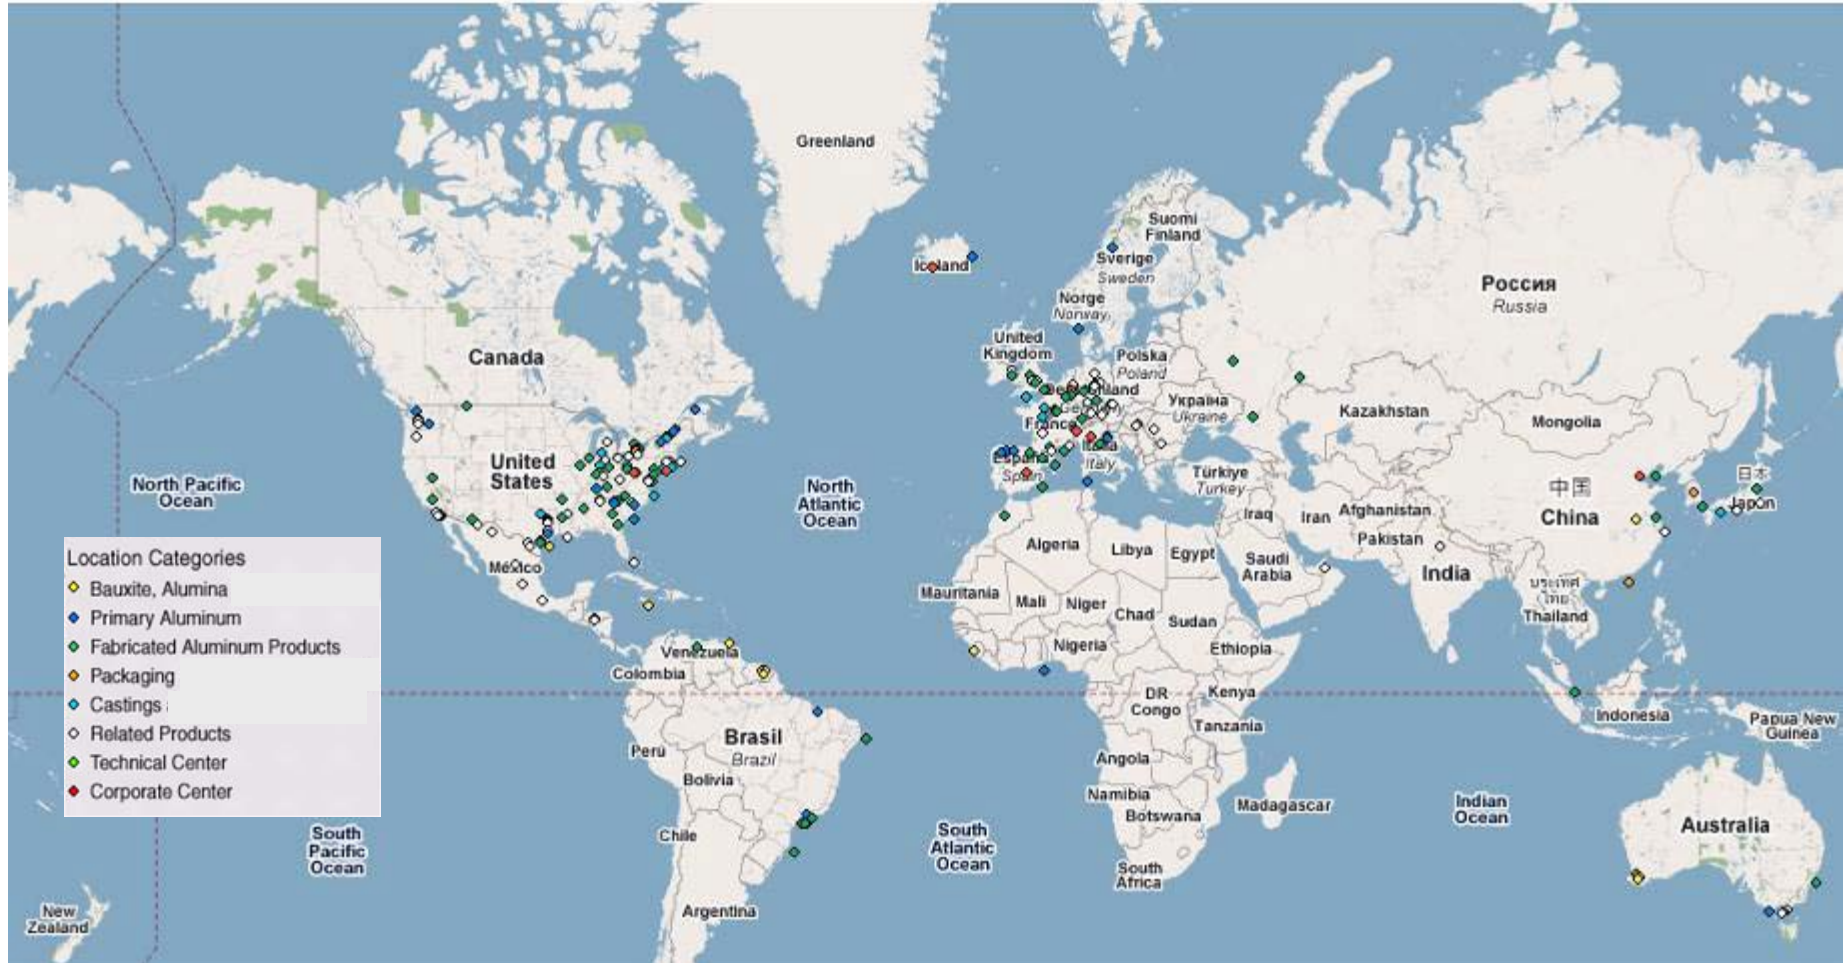 Greenland
Suomi
Finland
Iceland
Sverige
Sweden
Россия
Russia
Norge
Norway
United
Kingdom
Canada
Polska
Poland
Україна
Ukraine
Kazakhstan
Mongolia
France
Italia
Italy
España
Spain
United
States
North Pacific
Ocean
North
Atlantic
Ocean
Türkiye
Turkey
中国
China
日本
Iraq
Iran
Afghanistan
Pakistan
Algeria
Libya
Egypt
Saudi
Arabia
India
México
Mauritania
Mali
Niger
Chad
Sudan
Thailand
Nigeria
Ethiopia
Venezuela
Colombia
Location Categories
Bauxite, Alumina
Primary Aluminum
Fabricated Aluminum Products
Packaging
Castings
Related Products
Technical Center
Corporate Center
DR
Congo
Kenya
Tanzania
Indonesia
Papua New
Guinea
Brasil
Brazil
Perú
Bolivia
Angola
Namibia
Botswana
Madagascar
Indian
Ocean
Australia
South
Pacific
Ocean
Chile
South
Atlantic
Ocean
South
Africa
New
Zealand
Argentina